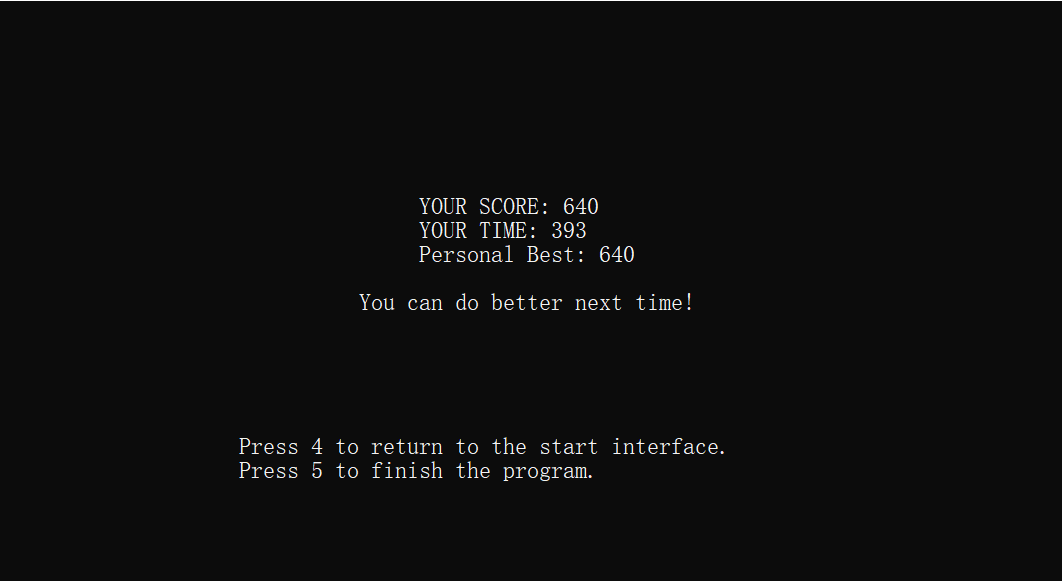 YOUR SCORE: 640
YOUR TIME: 393
Personal Best: 640
You can do better next time!
Press 4 to return to the start interface.
Press 5 to finish the program.